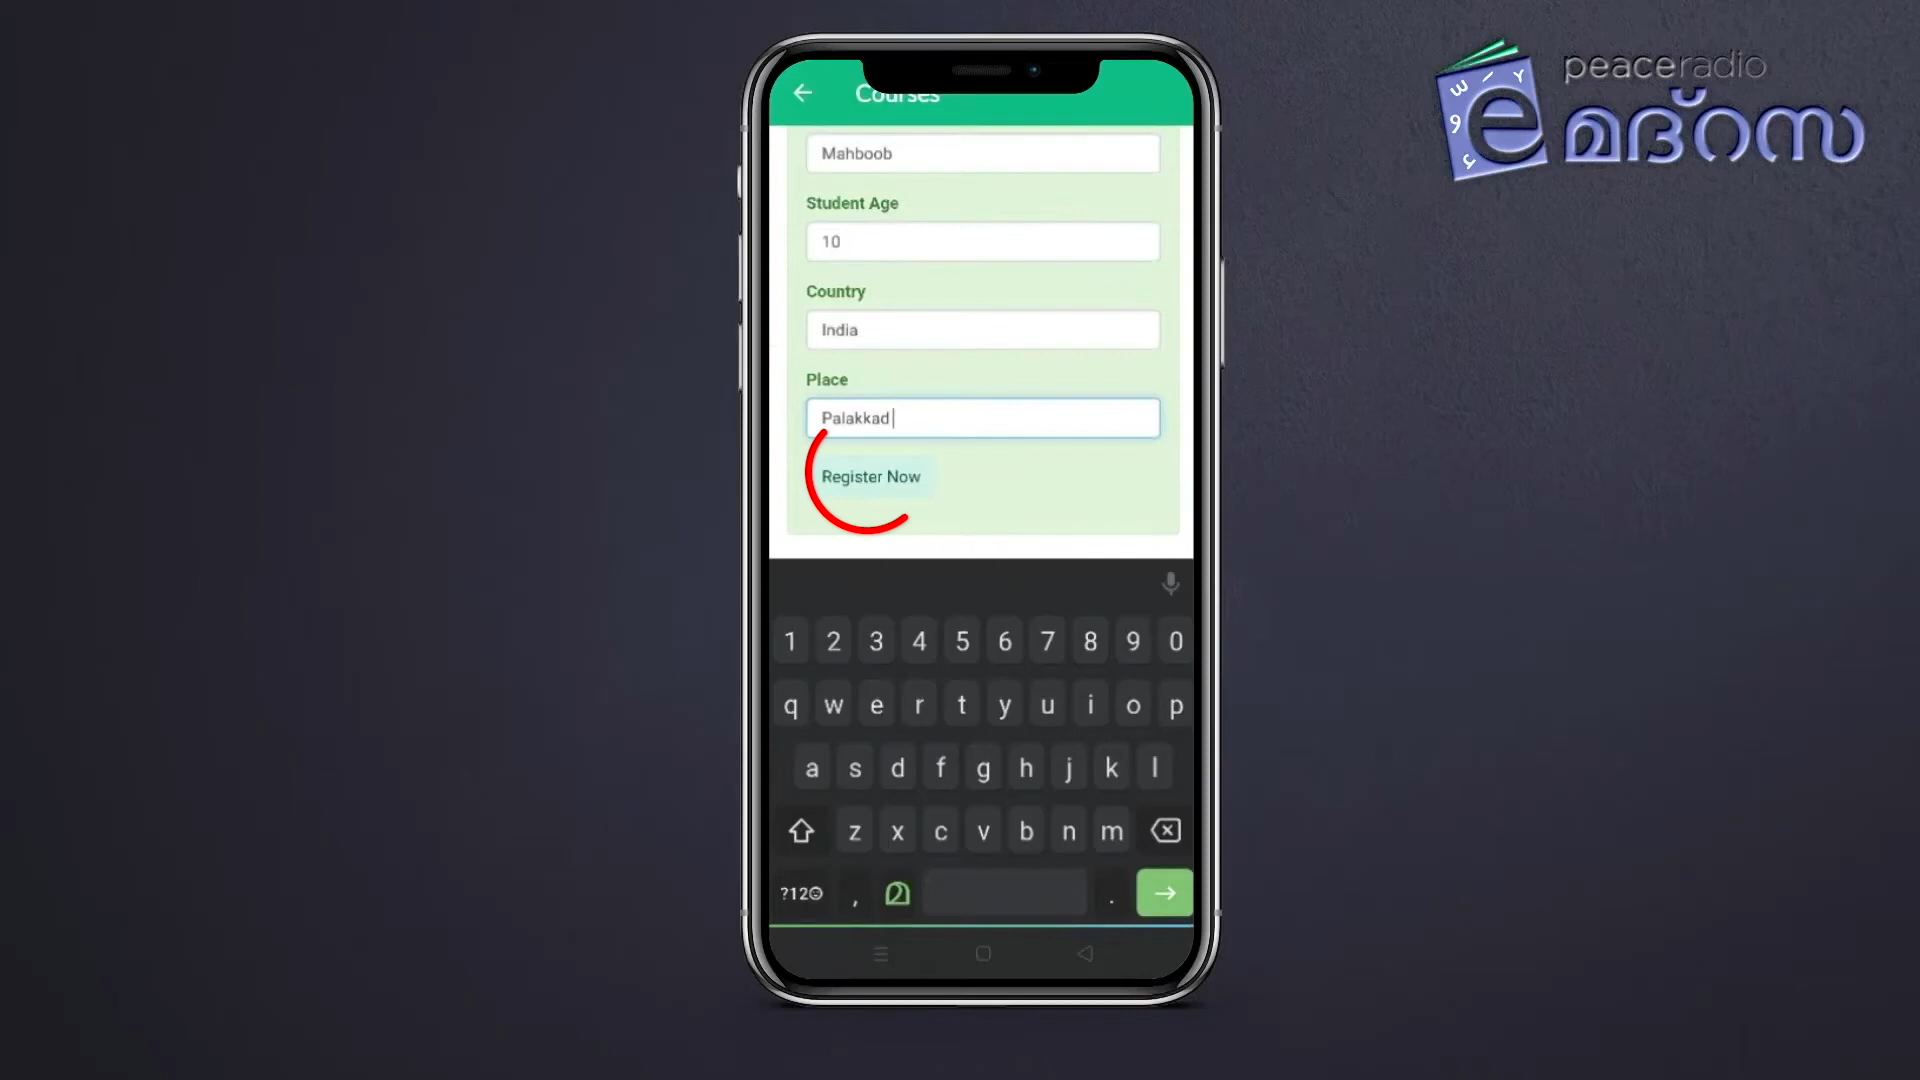 Courses
Mahboob
Student Age
10
Country
India
Place
Palakkad
Register Now
1 2 3 4 5 6 7 8 9 0
q w e r t y u i o p
a s d f g h j k l
z x c v b n m
?12☺ , മ .
peaceradio
e മദ്റസ